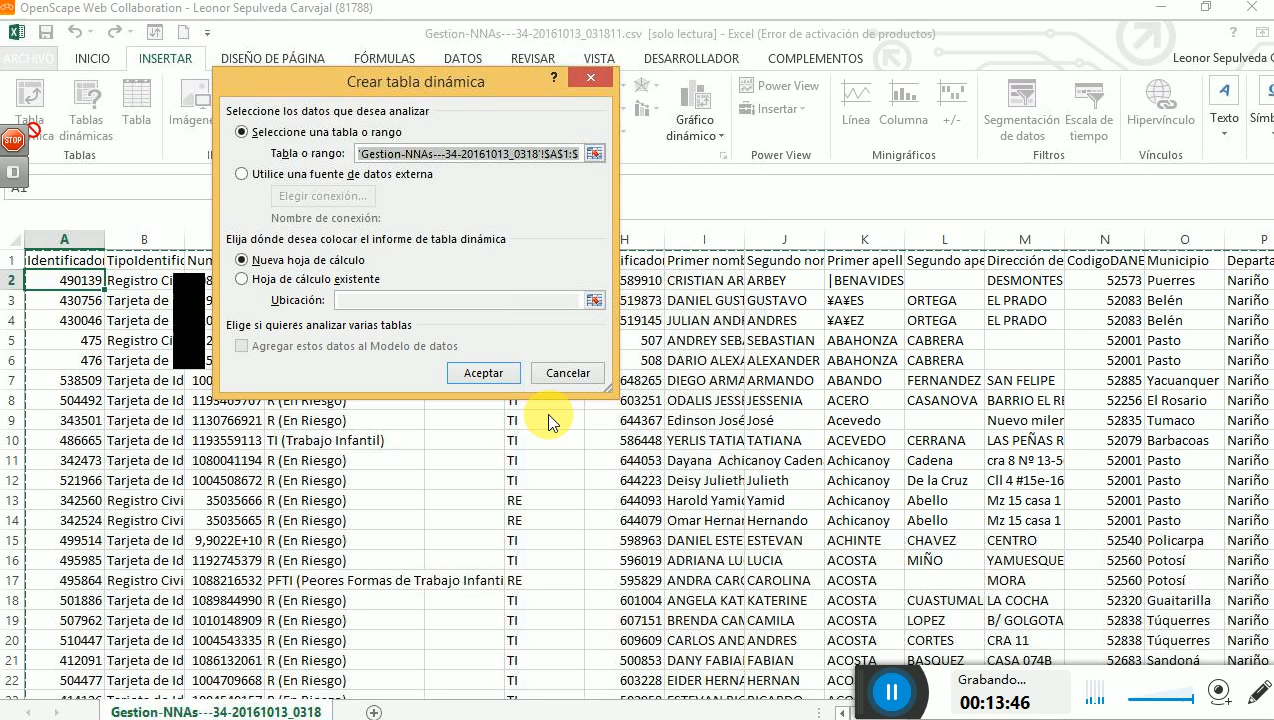 OpenScape Web Collaboration - Leonor Sepulveda Carvajal (81788)
Gestion-NNAs---34-20161013_031811.csv [solo lectura] - Excel (Error de activación de productos)
ARCHIVO INICIO INSERTAR DISEÑO DE PÁGINA FÓRMULAS DATOS REVISAR VISTA DESARROLLADOR COMPLEMENTOS Leonor Sepulveda C
Tabla Tablas dinámicas Tabla Imágene Gráfico dinámico Power View Insertar Línea Columna +/- Segmentación de datos Escala de tiempo Hipervínculo Texto Símb
Tablas Power View Minigráficos Filtros Vínculos
STOP
A1
Crear tabla dinámica ?
Seleccione los datos que desea analizar
Seleccione una tabla o rango
Tabla o rango: 'Gestion-NNAs---34-20161013_0318'!$A$1:$
Utilice una fuente de datos externa
Elegir conexión...
Nombre de conexión:
Elija dónde desea colocar el informe de tabla dinámica
Nueva hoja de cálculo
Hoja de cálculo existente
Ubicación:
Elige si quieres analizar varias tablas
Agregar estos datos al Modelo de datos
Aceptar Cancelar
A B H I J K L M N O P
1 Identificado TipoIdentific Num ificado Primer nomb Segundo nor Primer apell Segundo ape Dirección de CodigoDANE Municipio Departa
2 490139 Registro Ci 589910 CRISTIAN AR ARBEY |BENAVIDES DESMONTES 52573 Puerres Nariño
3 430756 Tarjeta de 519873 DANIEL GUST GUSTAVO ¥A¥ES ORTEGA EL PRADO 52083 Belén Nariño
4 430046 Tarjeta de 519145 JULIAN ANDR ANDRES ¥A¥EZ ORTEGA EL PRADO 52083 Belén Nariño
5 475 Registro Ci 507 ANDREY SEBA SEBASTIAN ABAHONZA CABRERA 52001 Pasto Nariño
6 476 Tarjeta de 508 DARIO ALEXA ALEXANDER ABAHONZA CABRERA 52001 Pasto Nariño
7 538509 Tarjeta de Id 100 648265 DIEGO ARMA ARMANDO ABANDO FERNANDEZ SAN FELIPE 52885 Yacuanquer Nariño
8 504492 Tarjeta de Id 1193469767 R (En Riesgo) TI 603251 ODALIS JESSE JESSENIA ACERO CASANOVA BARRIO EL RE 52256 El Rosario Nariño
9 343501 Tarjeta de Id 1130766921 R (En Riesgo) TI 644367 Edinson José José Acevedo Nuevo miler 52835 Tumaco Nariño
10 486665 Tarjeta de Id 1193559113 TI (Trabajo Infantil) TI 586448 YERLIS TATIA TATIANA ACEVEDO CERRANA LAS PEÑAS R 52079 Barbacoas Nariño
11 342473 Tarjeta de Id 1080041194 R (En Riesgo) TI 644053 Dayana Achicanoy Caden Achicanoy Cadena cra 8 Nº 13-5 52001 Pasto Nariño
12 521966 Tarjeta de Id 1004508672 R (En Riesgo) TI 644223 Deisy Julieth Julieth Achicanoy De la Cruz Cll 4 #15e-16 52001 Pasto Nariño
13 342560 Registro Civi 35035666 R (En Riesgo) RE 644093 Harold Yamid Yamid Achicanoy Abello Mz 15 casa 1 52001 Pasto Nariño
14 342524 Registro Civi 35035665 R (En Riesgo) RE 644079 Omar Hernar Hernando Achicanoy Abello Mz 15 casa 1 52001 Pasto Nariño
15 499514 Tarjeta de Id 9,9022E+10 R (En Riesgo) TI 598963 DANIEL ESTE ESTEVAN ACHINTE CHAVEZ CENTRO 52540 Policarpa Nariño
16 495985 Tarjeta de Id 1192745379 R (En Riesgo) TI 596019 ADRIANA LU LUCIA ACOSTA MIÑO YAMUESQUE 52560 Potosí Nariño
17 495864 Registro Civi 1088216532 PFTI (Peores Formas de Trabajo Infanti RE 595829 ANDRA CARO CAROLINA ACOSTA MORA 52560 Potosí Nariño
18 501886 Tarjeta de Id 1089844990 R (En Riesgo) TI 601004 ANGELA KAT KATERINE ACOSTA CUASTUMAL LA COCHA 52320 Guaitarilla Nariño
19 507962 Tarjeta de Id 1010148909 R (En Riesgo) TI 607151 BRENDA CAM CAMILA ACOSTA LOPEZ B/ GOLGOTA 52838 Túquerres Nariño
20 510447 Tarjeta de Id 1004543335 R (En Riesgo) TI 609609 CARLOS AND ANDRES ACOSTA CORTES CRA 11 52838 Túquerres Nariño
21 412091 Tarjeta de Id 1086132061 R (En Riesgo) TI 500853 DANY FABIAN FABIAN ACOSTA BASQUEZ CASA 074B 52683 Sandoná Nariño
22 504477 Tarjeta de Id 1004709668 R (En Riesgo) TI 603228 EIDER HERNA HERNAN ACOSTA
Grabando...
00:13:46
Gestion-NNAs---34-20161013_0318